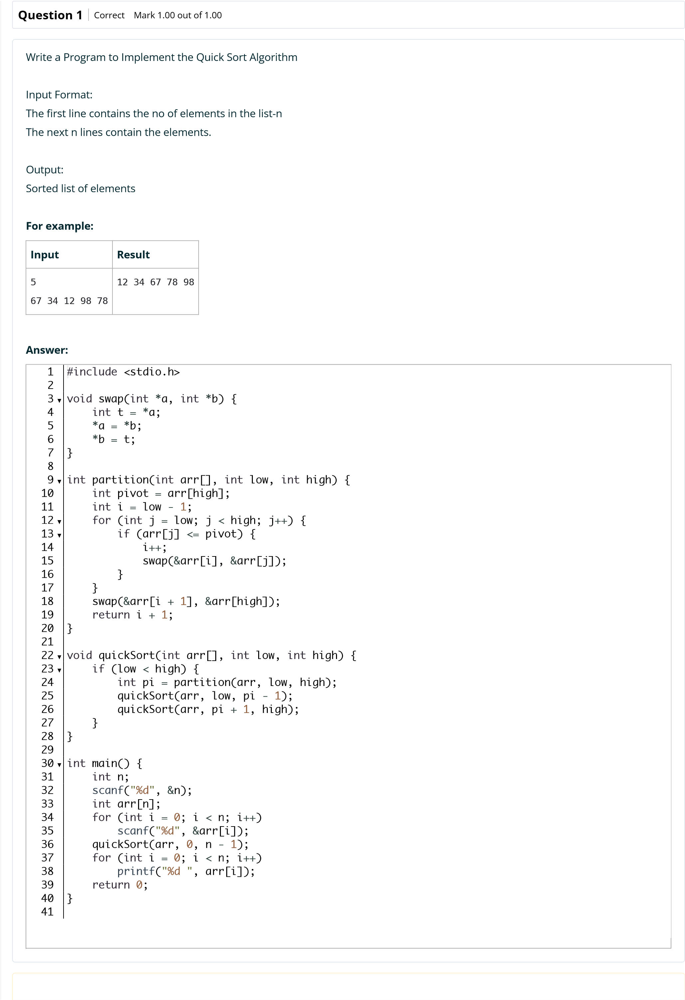 Question 1 Correct Mark 1.00 out of 1.00
Write a Program to Implement the Quick Sort Algorithm
Input Format:
The first line contains the no of elements in the list-n
The next n lines contain the elements.
Output:
Sorted list of elements
For example:
Input Result
5 12 34 67 78 98
67 34 12 98 78
Answer:
1 #include <stdio.h>
2
3 void swap(int *a, int *b) {
4     int t = *a;
5     *a = *b;
6     *b = t;
7 }
8
9 int partition(int arr[], int low, int high) {
10     int pivot = arr[high];
11     int i = low - 1;
12     for (int j = low; j < high; j++) {
13         if (arr[j] <= pivot) {
14             i++;
15             swap(&arr[i], &arr[j]);
16         }
17     }
18     swap(&arr[i + 1], &arr[high]);
19     return i + 1;
20 }
21
22 void quickSort(int arr[], int low, int high) {
23     if (low < high) {
24         int pi = partition(arr, low, high);
25         quickSort(arr, low, pi - 1);
26         quickSort(arr, pi + 1, high);
27     }
28 }
29
30 int main() {
31     int n;
32     scanf("%d", &n);
33     int arr[n];
34     for (int i = 0; i < n; i++)
35         scanf("%d", &arr[i]);
36     quickSort(arr, 0, n - 1);
37     for (int i = 0; i < n; i++)
38         printf("%d ", arr[i]);
39     return 0;
40 }
41